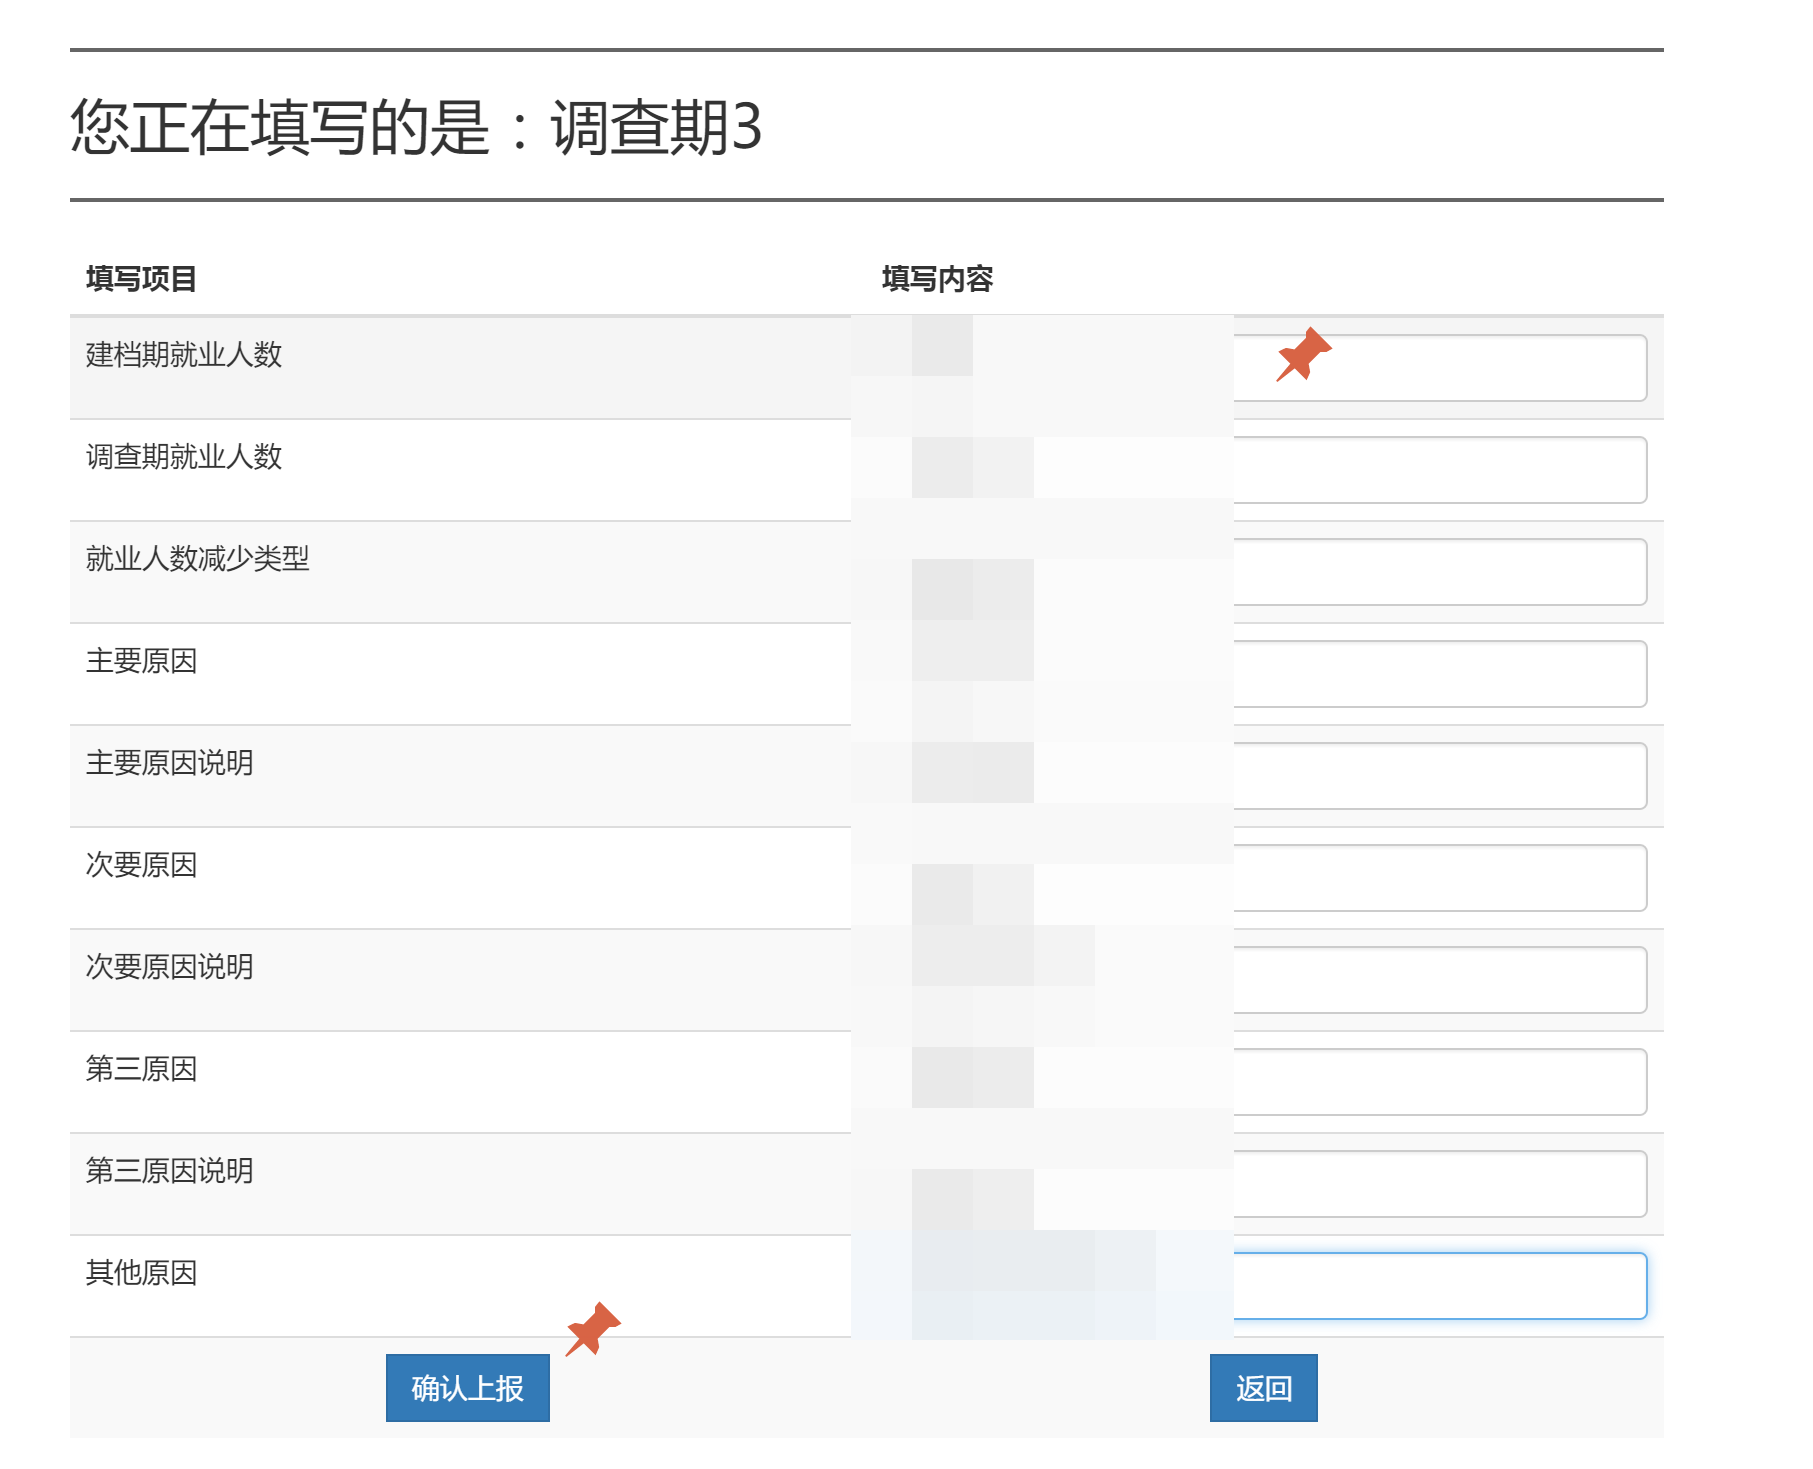 您正在填写的是：调查期3
填写项目 填写内容
建档期就业人数
调查期就业人数
就业人数减少类型
主要原因
主要原因说明
次要原因
次要原因说明
第三原因
第三原因说明
其他原因
确认上报 返回